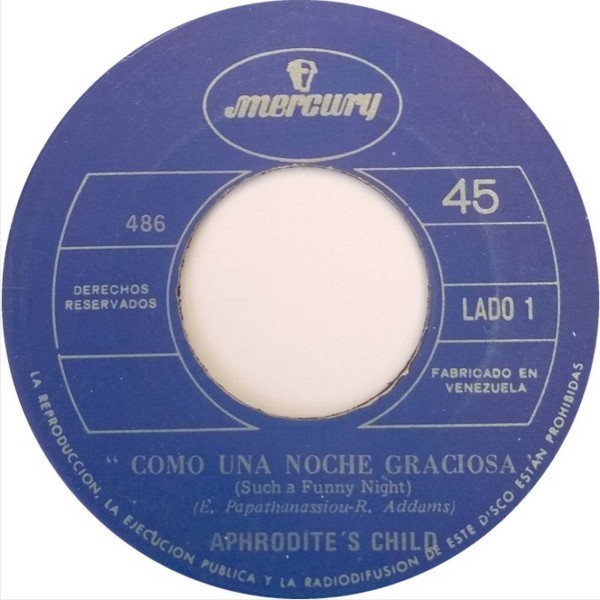 mercury
486
45
DERECHOS
RESERVADOS
LADO 1
FABRICADO EN
VENEZUELA
" COMO UNA NOCHE GRACIOSA
(Such a Funny Night)
(E. Papathanassiou-R. Addams)
APHRODITE'S CHILD
LA REPRODUCCION, LA EJECUCION PUBLICA Y LA RADIODIFUSION DE ESTE DISCO ESTÁN PROHIBIDAS